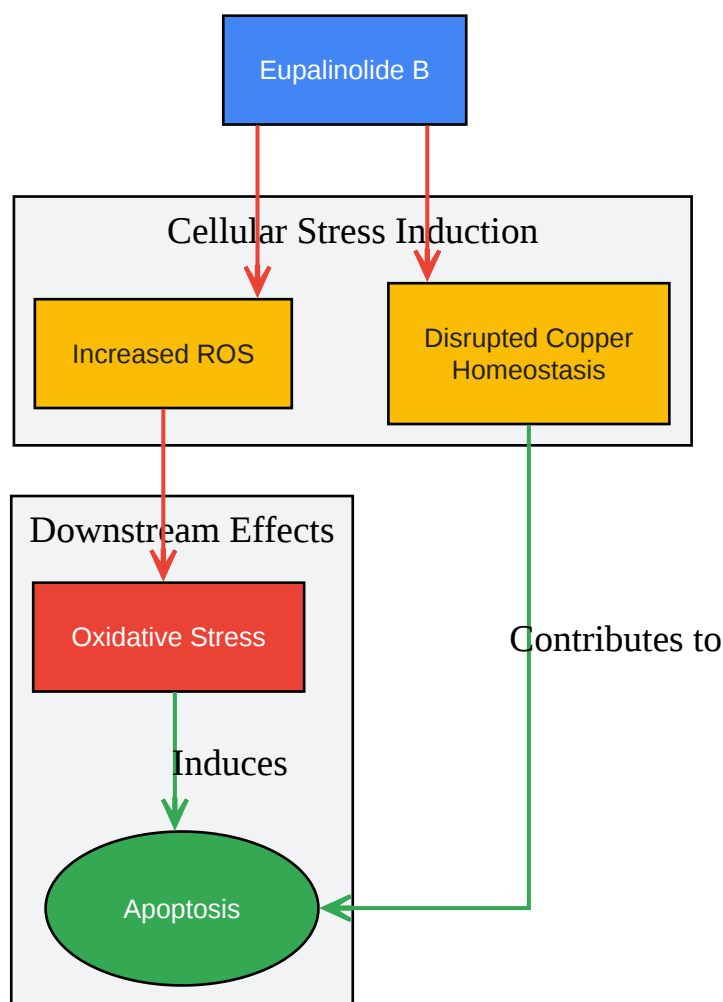 Eupalinolide B
Cellular Stress Induction
Increased ROS
Disrupted Copper
Homeostasis
Downstream Effects
Oxidative Stress
Contributes to
Induces
Apoptosis